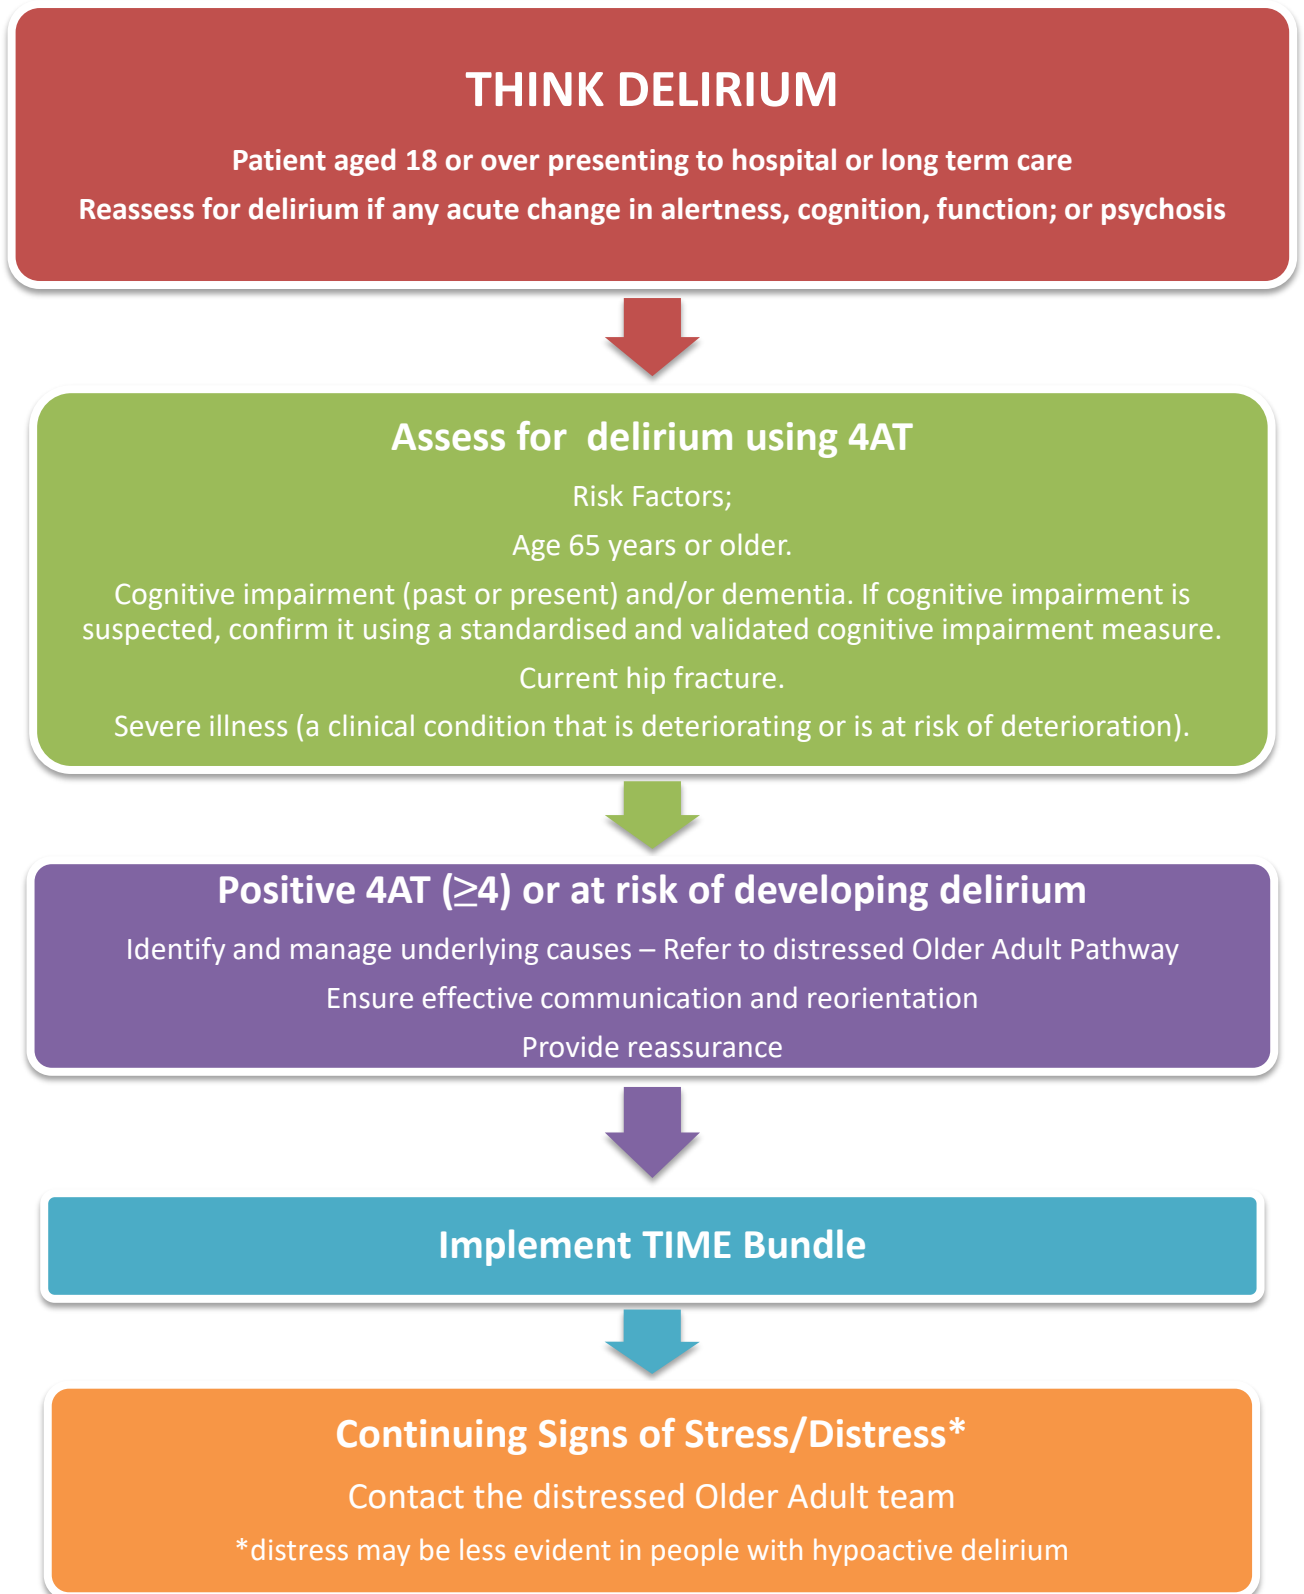 THINK DELIRIUM
Patient aged 18 or over presenting to hospital or long term care
Reassess for delirium if any acute change in alertness, cognition, function; or psychosis
Assess for  delirium using 4AT
Risk Factors;
Age 65 years or older.
Cognitive impairment (past or present) and/or dementia. If cognitive impairment is
suspected, confirm it using a standardised and validated cognitive impairment measure.
Current hip fracture.
Severe illness (a clinical condition that is deteriorating or is at risk of deterioration).
Positive 4AT (≥4) or at risk of developing delirium
Identify and manage underlying causes – Refer to distressed Older Adult Pathway
Ensure effective communication and reorientation
Provide reassurance
Implement TIME Bundle
Continuing Signs of Stress/Distress*
Contact the distressed Older Adult team
*distress may be less evident in people with hypoactive delirium